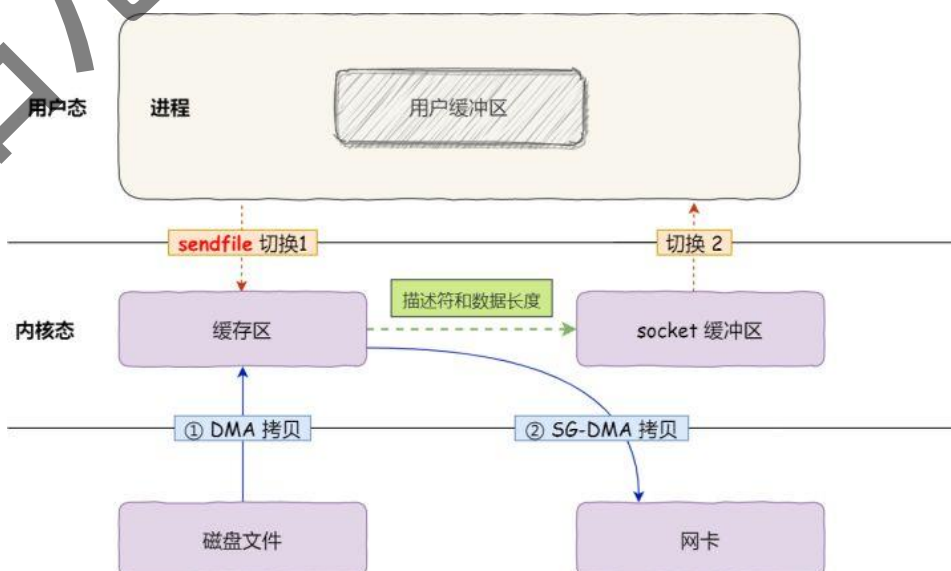 用户态
进程
用户缓冲区
sendfile 切换1
切换 2
内核态
缓存区
描述符和数据长度
socket 缓冲区
① DMA 拷贝
② SG-DMA 拷贝
磁盘文件
网卡